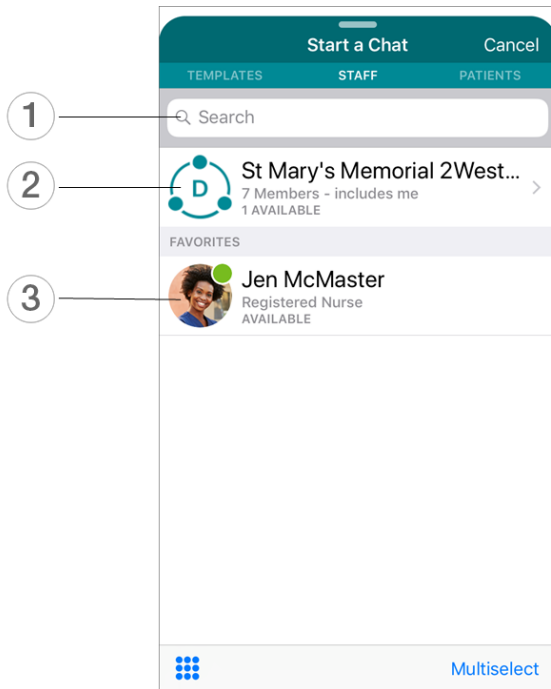 Start a Chat Cancel
TEMPLATES STAFF PATIENTS
1 Search
2 D St Mary's Memorial 2West...
7 Members - includes me
1 AVAILABLE
FAVORITES
3 Jen McMaster
Registered Nurse
AVAILABLE
Multiselect